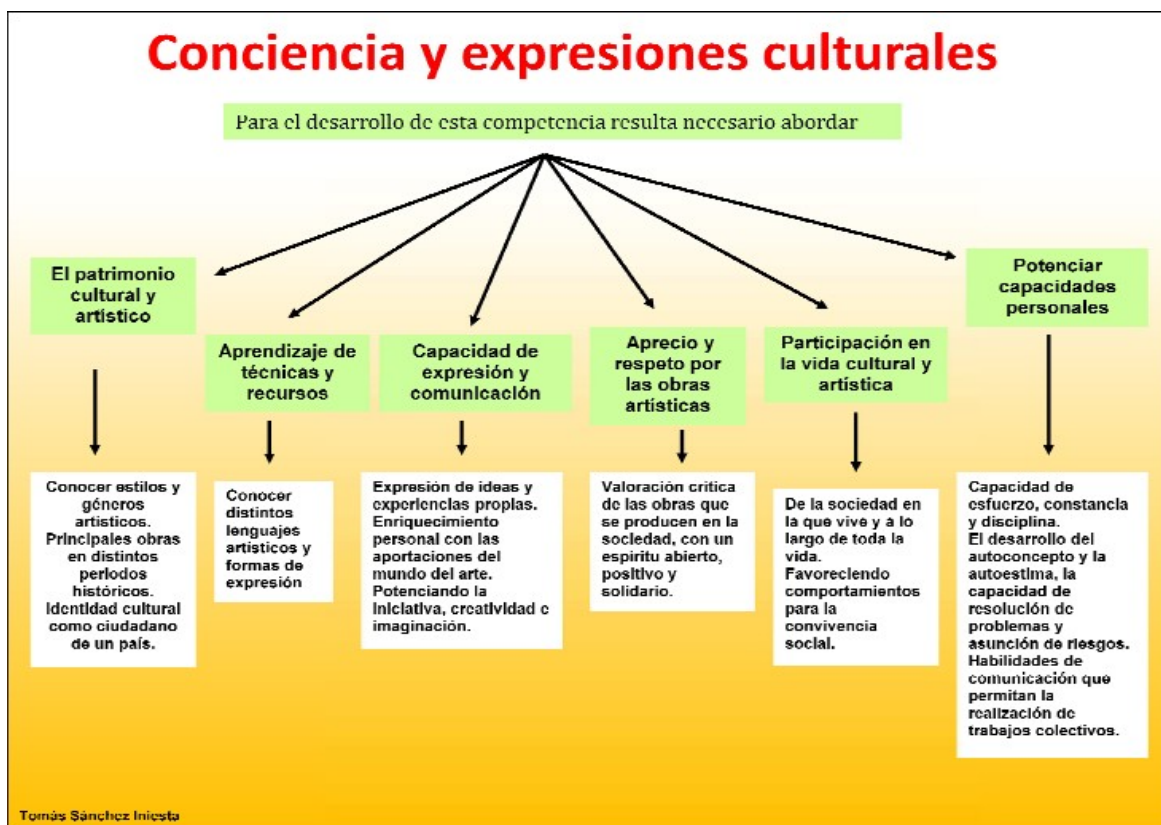 Conciencia y expresiones culturales
Para el desarrollo de esta competencia resulta necesario abordar
El patrimonio
cultural y
artístico
Aprendizaje de
técnicas y
recursos
Capacidad de
expresión y
comunicación
Aprecio y
respeto por
las obras
artísticas
Participación en
la vida cultural y
artística
Potenciar
capacidades
personales
Conocer estilos y
géneros
artísticos.
Principales obras
en distintos
periodos
históricos.
Identidad cultural
como ciudadano
de un país.
Conocer
distintos
lenguajes
artísticos y
formas de
expresión
Expresión de ideas y
experiencias propias.
Enriquecimiento
personal con las
aportaciones del
mundo del arte.
Potenciando la
iniciativa, creatividad e
imaginación.
Valoración crítica
de las obras que
se producen en la
sociedad, con un
espíritu abierto,
positivo y
solidario.
De la sociedad en
la que vive y a lo
largo de toda la
vida.
Favoreciendo
comportamientos
para la
convivencia
social.
Capacidad de
esfuerzo, constancia
y disciplina.
El desarrollo del
autoconcepto y la
autoestima, la
capacidad de
resolución de
problemas y
asunción de riesgos.
Habilidades de
comunicación que
permitan la
realización de
trabajos colectivos.
Tomás Sánchez Iniesta